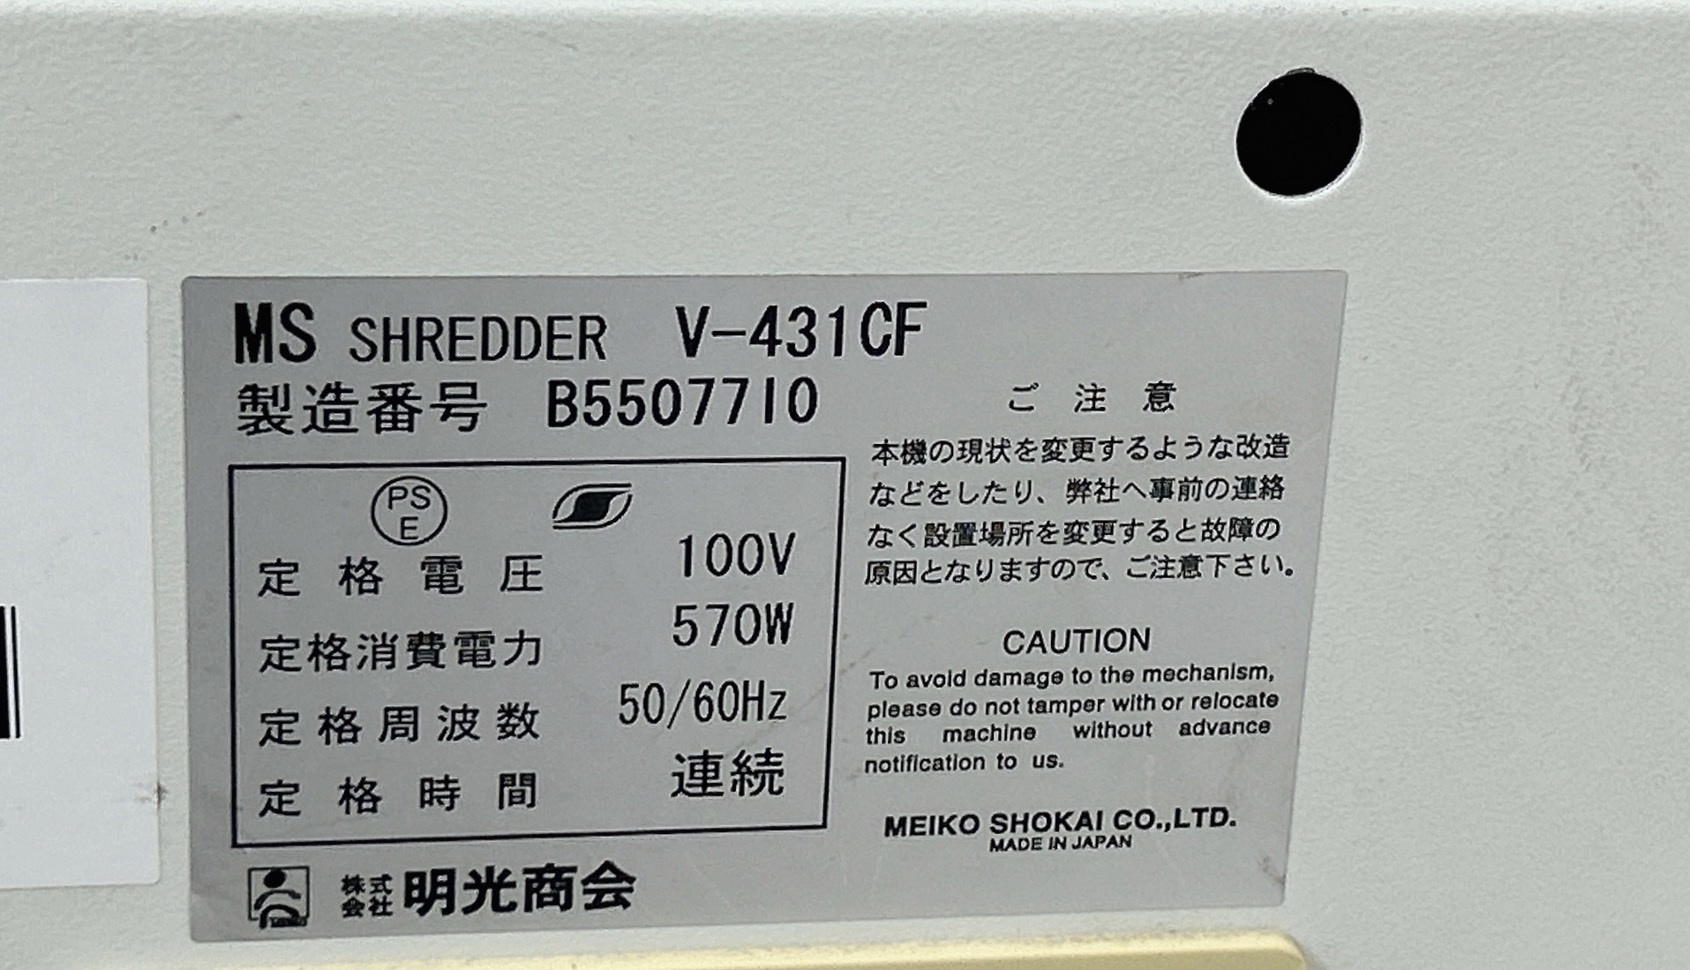 MS SHREDDER V-431CF
製造番号 B5507710
PS
E
定格電圧 100V
定格消費電力 570W
定格周波数 50/60Hz
定格時間 連続
株式会社 明光商会
ご注意
本機の現状を変更するような改造
などをしたり、弊社へ事前の連絡
なく設置場所を変更すると故障の
原因となりますので、ご注意下さい。
CAUTION
To avoid damage to the mechanism,
please do not tamper with or relocate
this machine without advance
notification to us.
MEIKO SHOKAI CO.,LTD.
MADE IN JAPAN